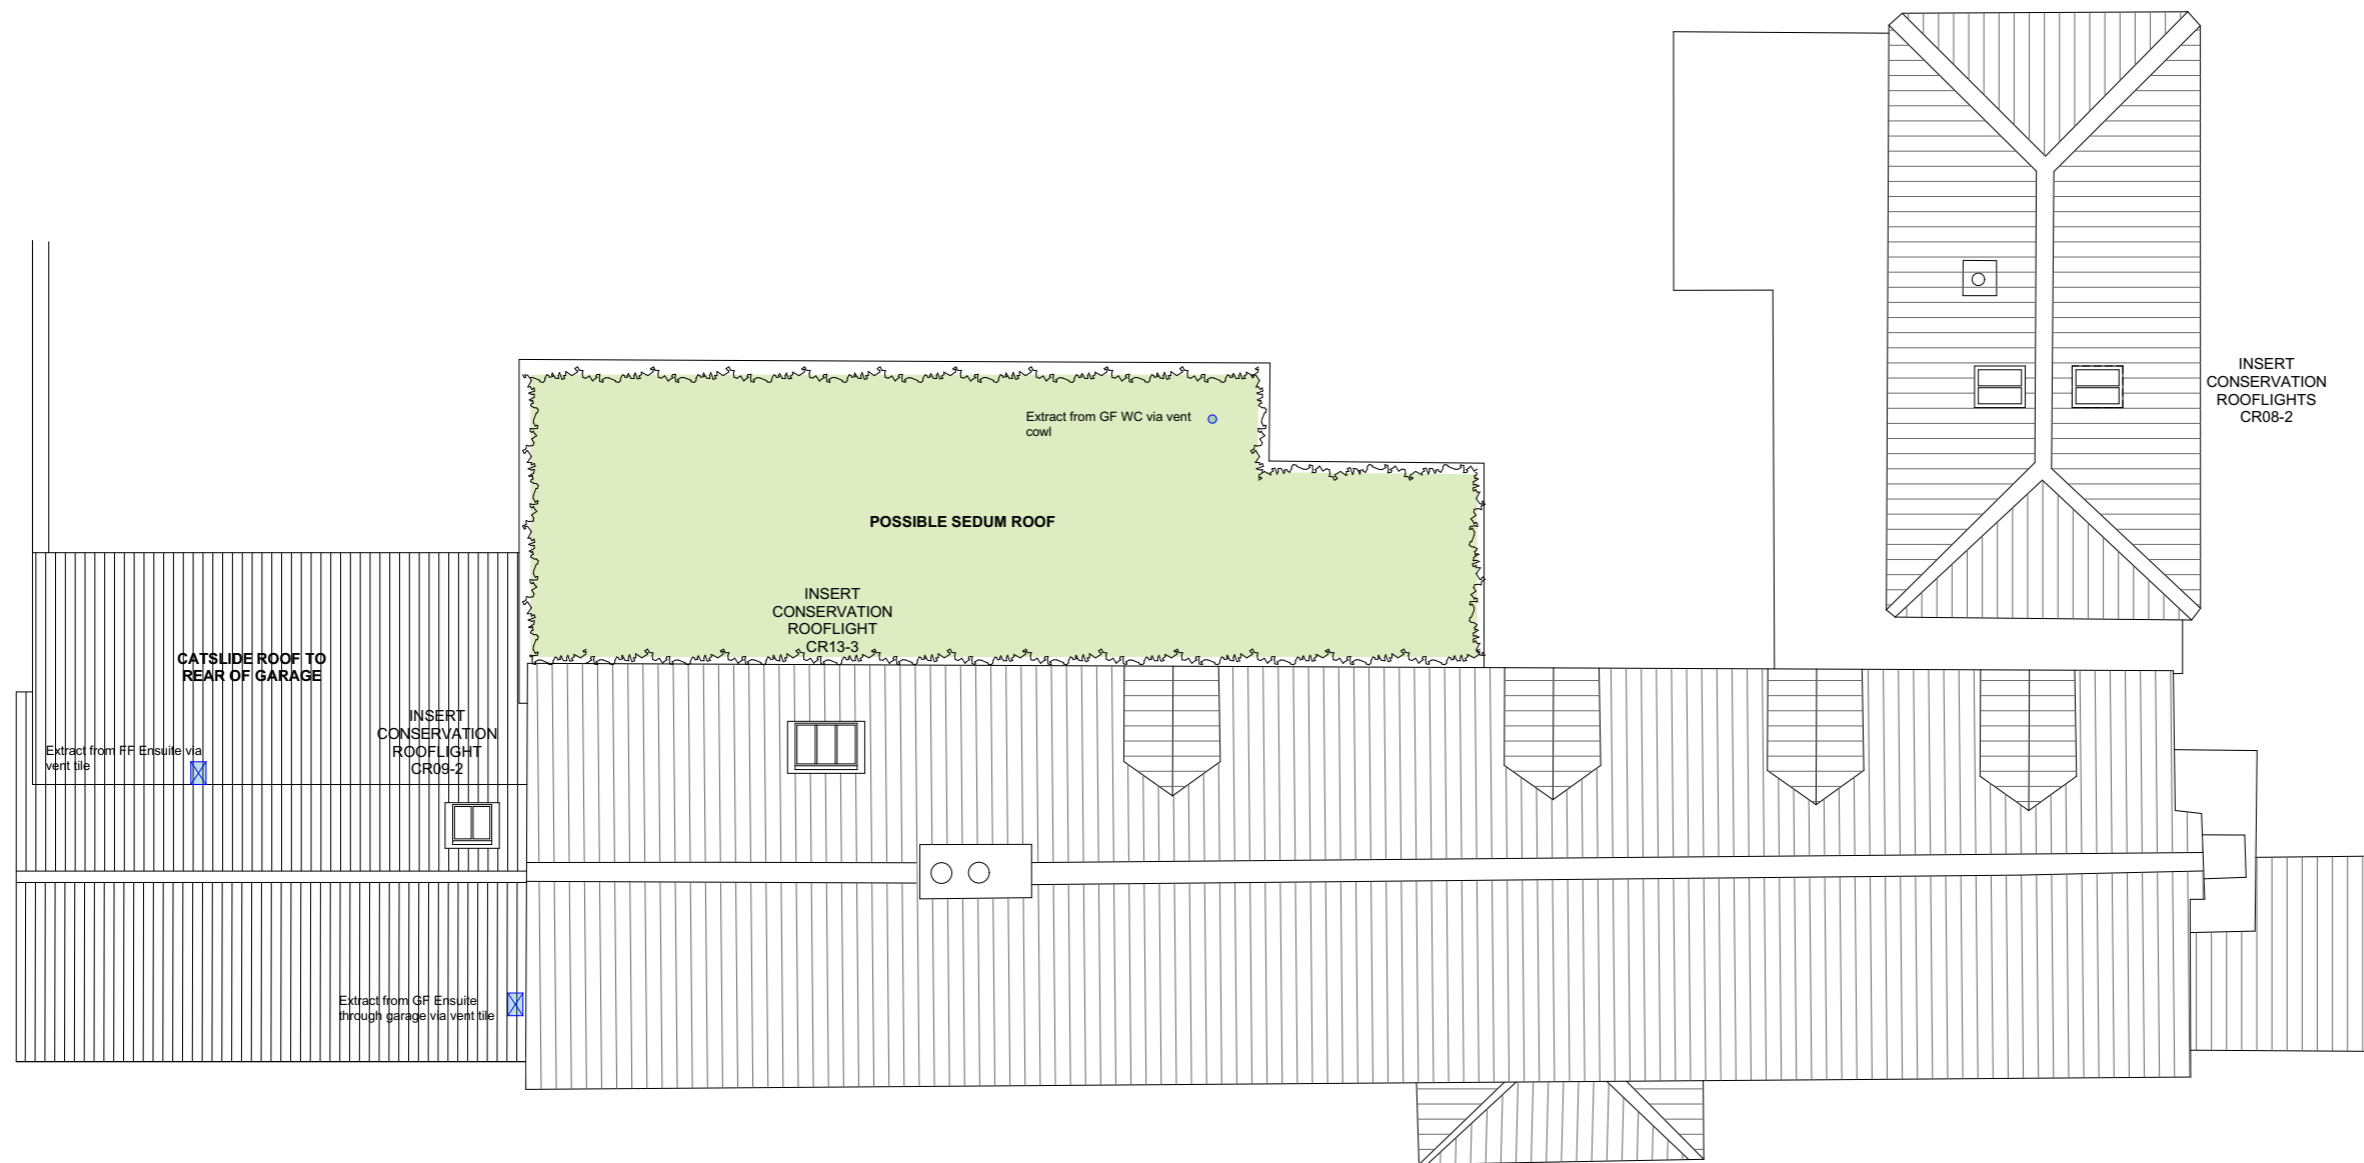 INSERT
CONSERVATION
ROOFLIGHTS
CR08-2
Extract from GF WC via vent
cowl
POSSIBLE SEDUM ROOF
INSERT
CONSERVATION
ROOFLIGHT
CR13-3
CATSLIDE ROOF TO
REAR OF GARAGE
INSERT
CONSERVATION
ROOFLIGHT
CR09-2
Extract from FF Ensuite via
vent tile
Extract from GF Ensuite
through garage via vent tile